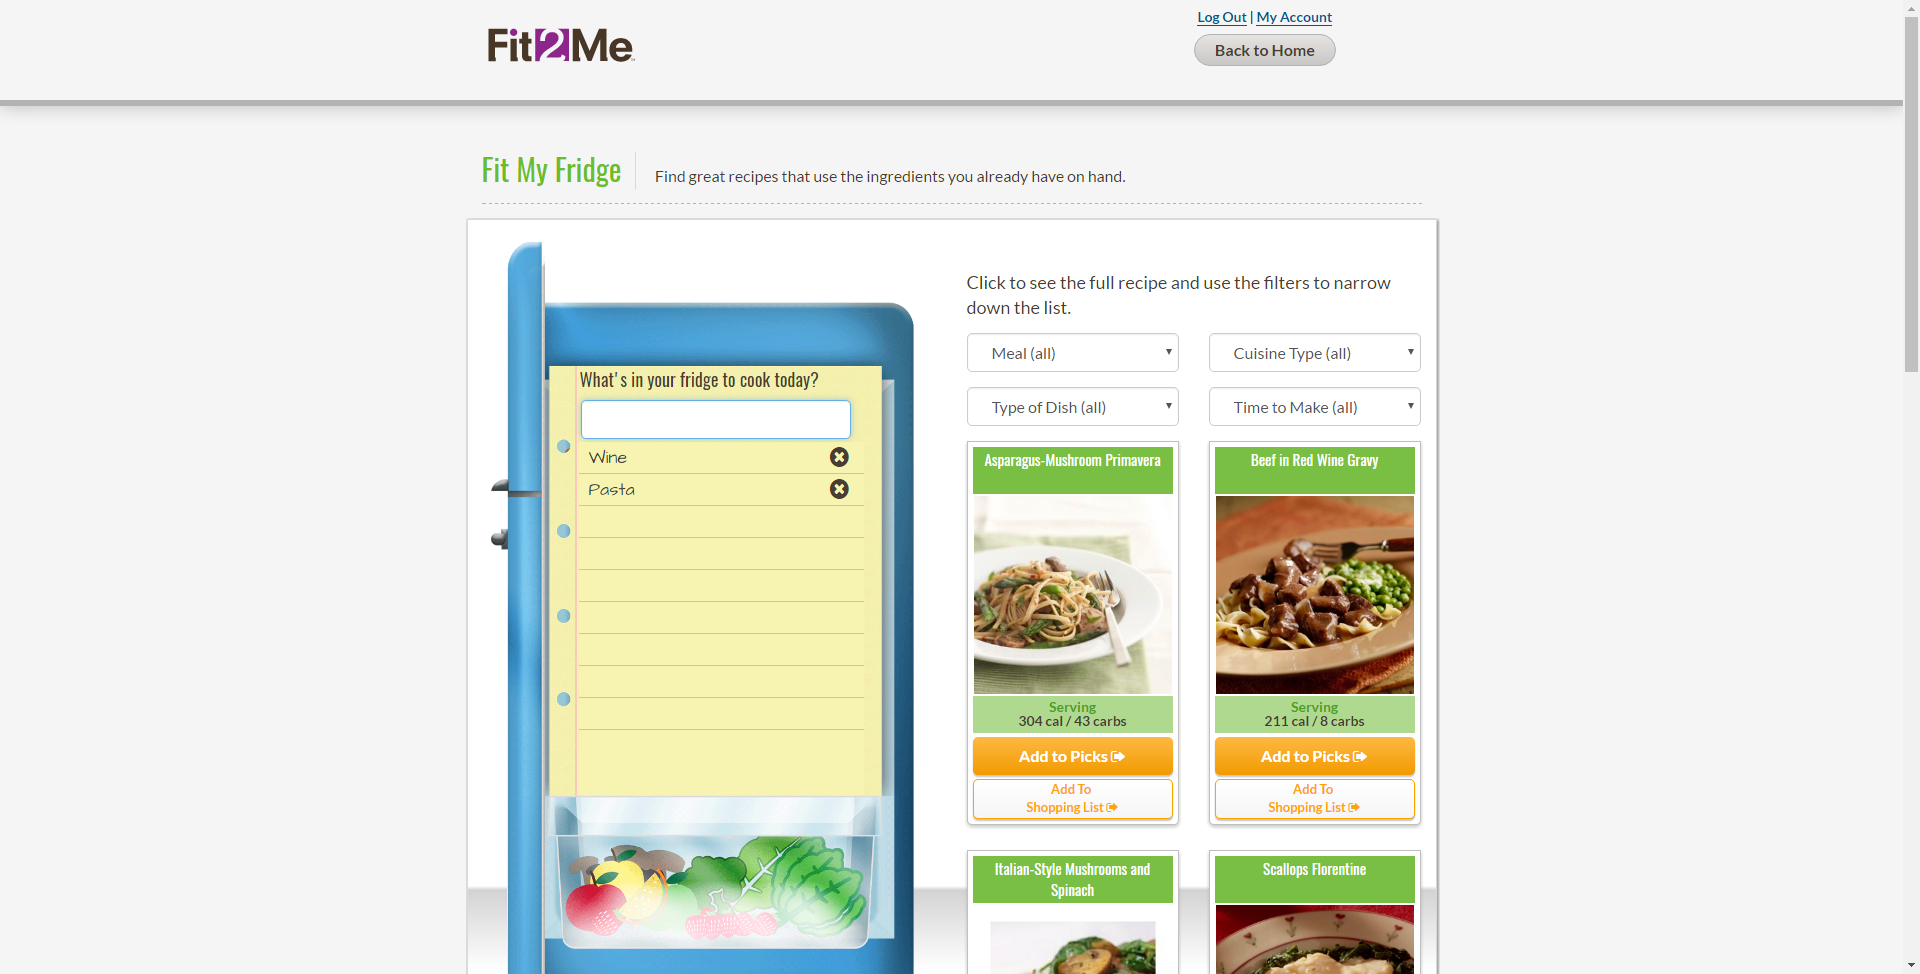 Fit2Me
Log Out | My Account
Back to Home
Fit My Fridge
Find great recipes that use the ingredients you already have on hand.
What's in your fridge to cook today?
Wine
Pasta
Click to see the full recipe and use the filters to narrow
down the list.
Meal (all)
Cuisine Type (all)
Type of Dish (all)
Time to Make (all)
Asparagus-Mushroom Primavera
Serving
304 cal / 43 carbs
Add to Picks
Add To
Shopping List
Beef in Red Wine Gravy
Serving
211 cal / 8 carbs
Add to Picks
Add To
Shopping List
Italian-Style Mushrooms and
Spinach
Scallops Florentine